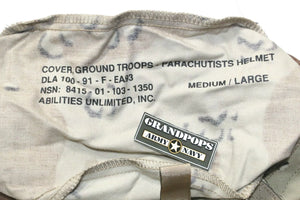 COVER, GROUND TROOPS - PARACHUTISTS HELMET
DLA 100 - 91 - F - EA93
NSN: 8415 - 01 - 103 - 1350
MEDIUM / LARGE
ABILITIES UNLIMITED, INC.
GRANDPOPS
ARMY NAVY